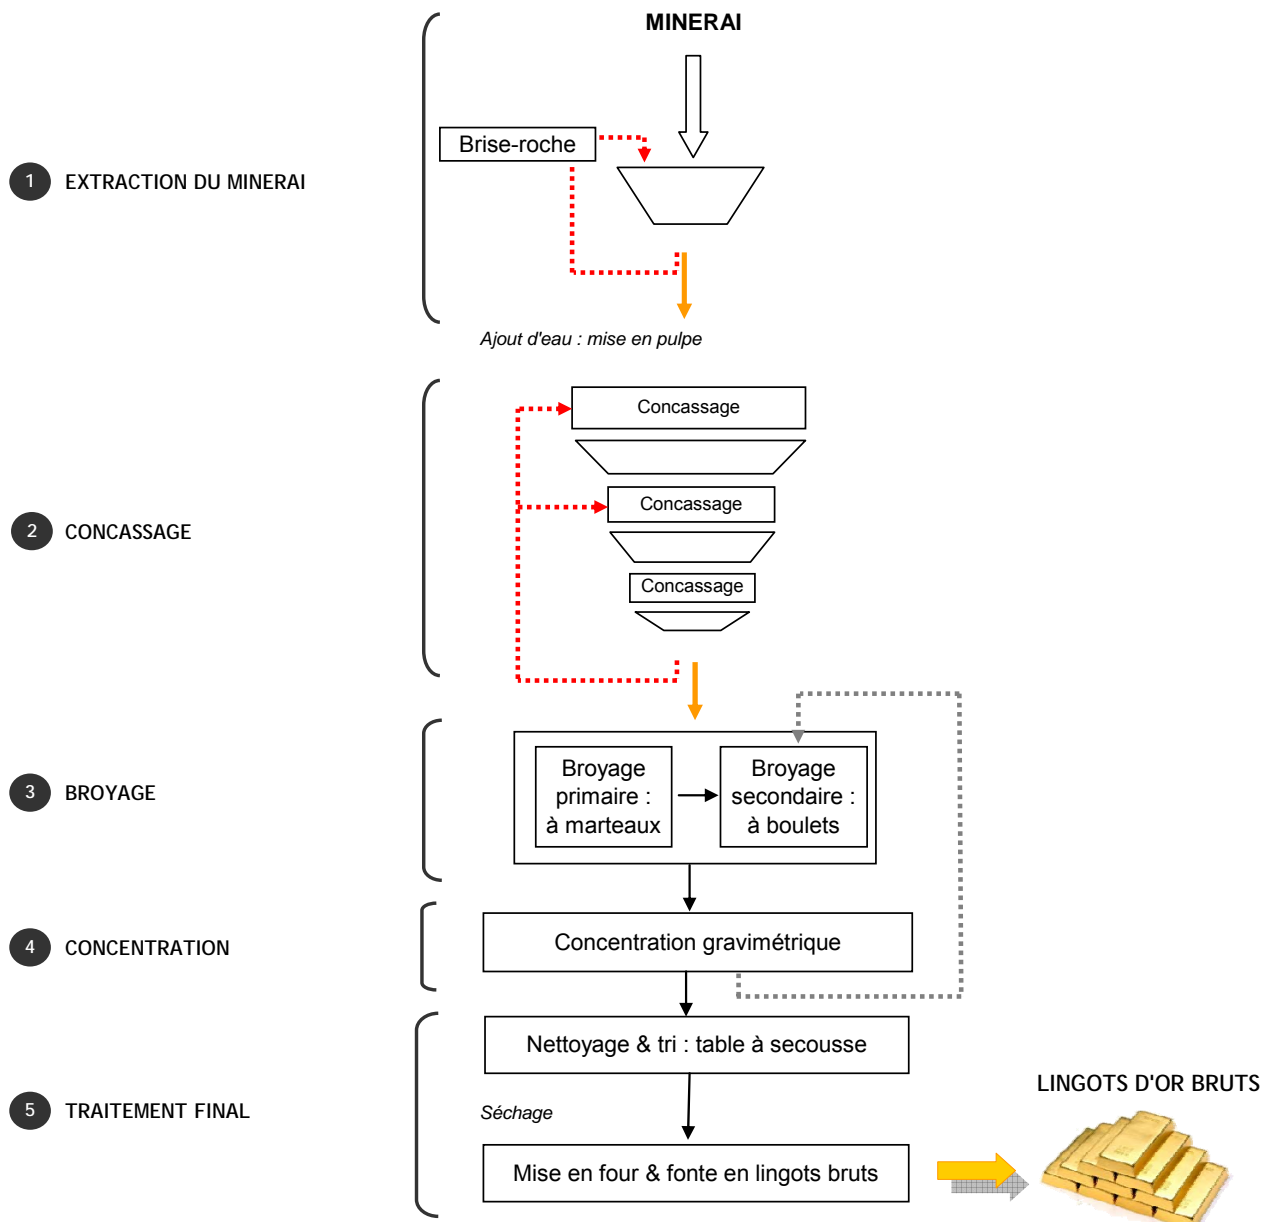 MINERAI
Brise-roche
1 EXTRACTION DU MINERAI
Ajout d'eau : mise en pulpe
Concassage
Concassage
2 CONCASSAGE
Concassage
3 BROYAGE
Broyage
primaire :
à marteaux
Broyage
secondaire :
à boulets
4 CONCENTRATION
Concentration gravimétrique
Nettoyage & tri : table à secousse
5 TRAITEMENT FINAL
Séchage
Mise en four & fonte en lingots bruts
LINGOTS D'OR BRUTS